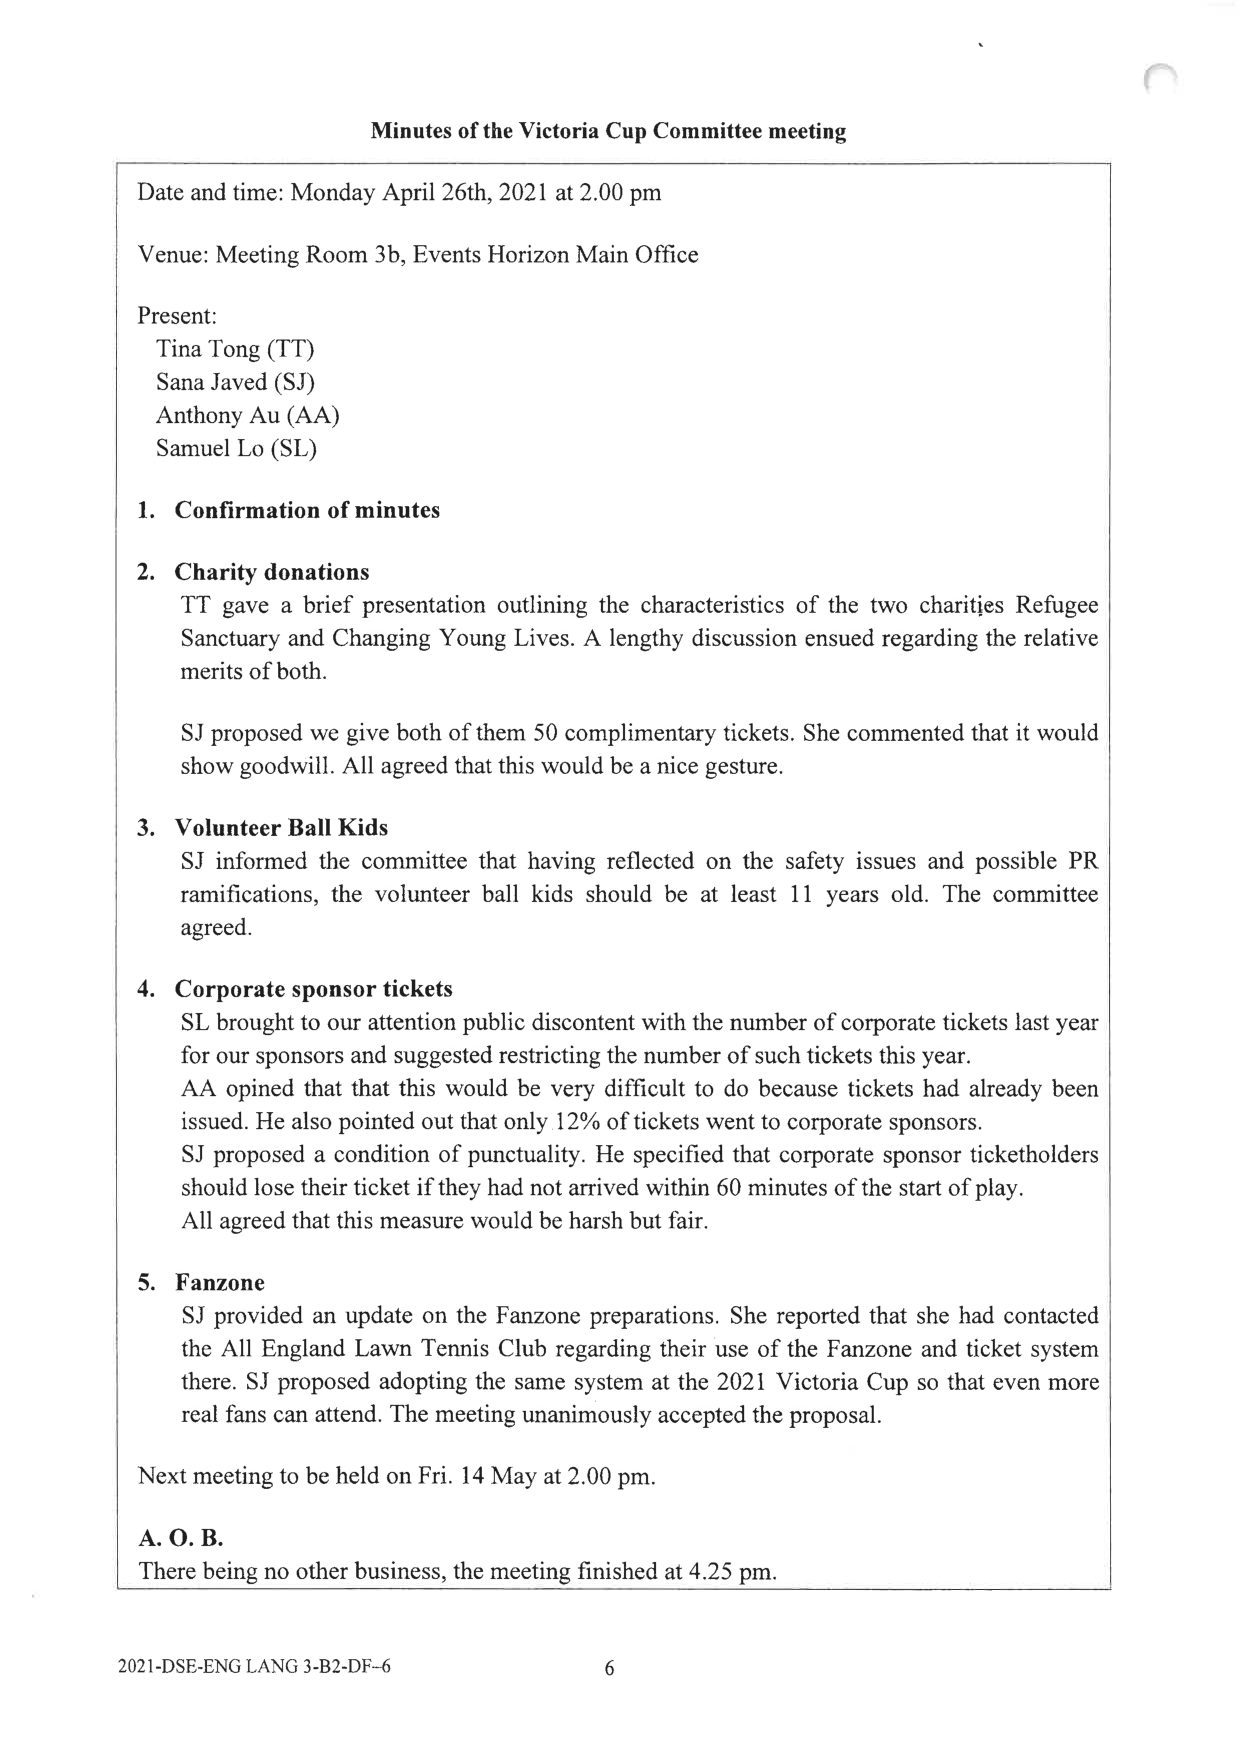 Minutes of the Victoria Cup Committee meeting
Date and time: Monday April 26th, 2021 at 2.00 pm
Venue: Meeting Room 3b, Events Horizon Main Office
Present:
Tina Tong (TT)
Sana Javed (SJ)
Anthony Au (AA)
Samuel Lo (SL)
1. Confirmation of minutes
2. Charity donations
TT gave a brief presentation outlining the characteristics of the two charities Refugee
Sanctuary and Changing Young Lives. A lengthy discussion ensued regarding the relative
merits of both.
SJ proposed we give both of them 50 complimentary tickets. She commented that it would
show goodwill. All agreed that this would be a nice gesture.
3. Volunteer Ball Kids
SJ informed the committee that having reflected on the safety issues and possible PR
ramifications, the volunteer ball kids should be at least 11 years old. The committee
agreed.
4. Corporate sponsor tickets
SL brought to our attention public discontent with the number of corporate tickets last year
for our sponsors and suggested restricting the number of such tickets this year.
AA opined that that this would be very difficult to do because tickets had already been
issued. He also pointed out that only 12% of tickets went to corporate sponsors.
SJ proposed a condition of punctuality. He specified that corporate sponsor ticketholders
should lose their ticket if they had not arrived within 60 minutes of the start of play.
All agreed that this measure would be harsh but fair.
5. Fanzone
SJ provided an update on the Fanzone preparations. She reported that she had contacted
the All England Lawn Tennis Club regarding their use of the Fanzone and ticket system
there. SJ proposed adopting the same system at the 2021 Victoria Cup so that even more
real fans can attend. The meeting unanimously accepted the proposal.
Next meeting to be held on Fri. 14 May at 2.00 pm.
A. O. B.
There being no other business, the meeting finished at 4.25 pm.
2021-DSE-ENG LANG 3-B2-DF–6
6